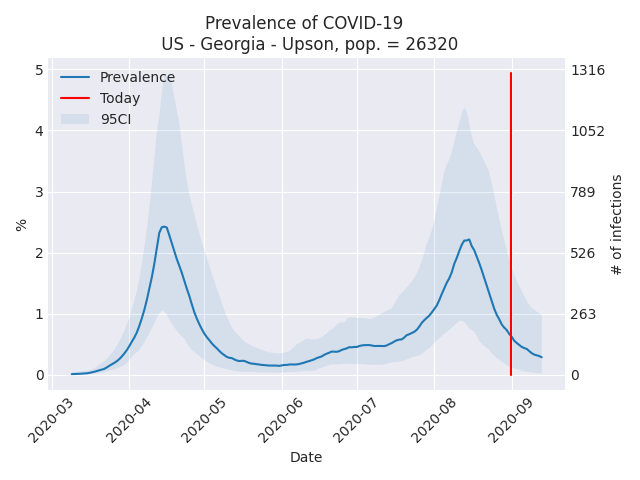 Prevalence of COVID-19
US - Georgia - Upson, pop. = 26320
Prevalence
Today
95CI
%
5
4
3
2
1
0
1316
1052
789
526
263
0
# of infections
2020-03
2020-04
2020-05
2020-06
2020-07
2020-08
2020-09
Date